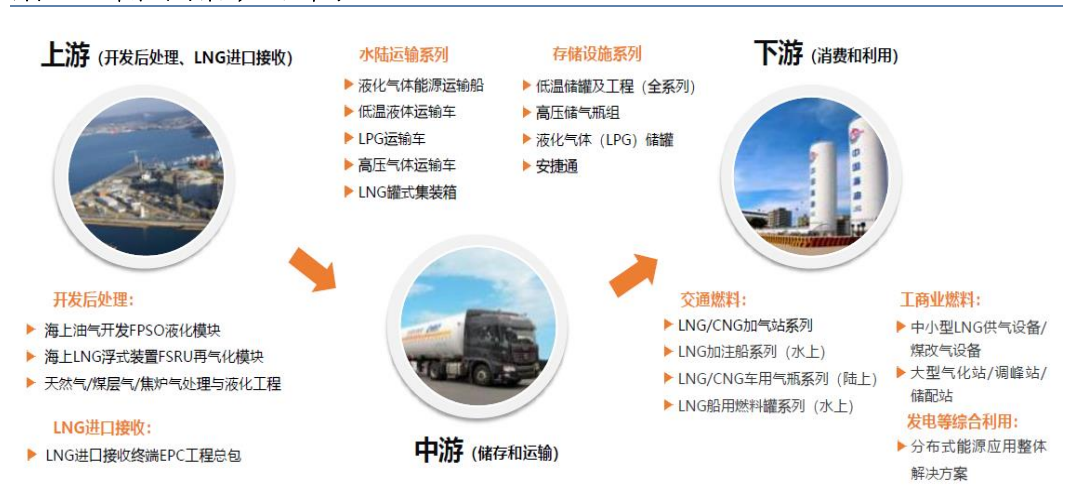 上游（开发后处理、LNG进口接收）
开发后处理：
海上油气开发FPSO液化模块
海上LNG浮式装置FSRU再气化模块
天然气/煤层气/焦炉气处理与液化工程
LNG进口接收：
LNG进口接收终端EPC工程总包
水陆运输系列
液化气体能源运输船
低温液体运输车
LPG运输车
高压气体运输车
LNG罐式集装箱
存储设施系列
低温储罐及工程（全系列）
高压储气瓶组
液化气体（LPG）储罐
安捷通
中游（储存和运输）
下游（消费和利用）
交通燃料：
LNG/CNG加气站系列
LNG加注船系列（水上）
LNG/CNG车用气瓶系列（陆上）
LNG船用燃料罐系列（水上）
工商业燃料：
中小型LNG供气设备/
煤改气设备
大型气化站/调峰站/
储配站
发电等综合利用：
分布式能源应用整体
解决方案